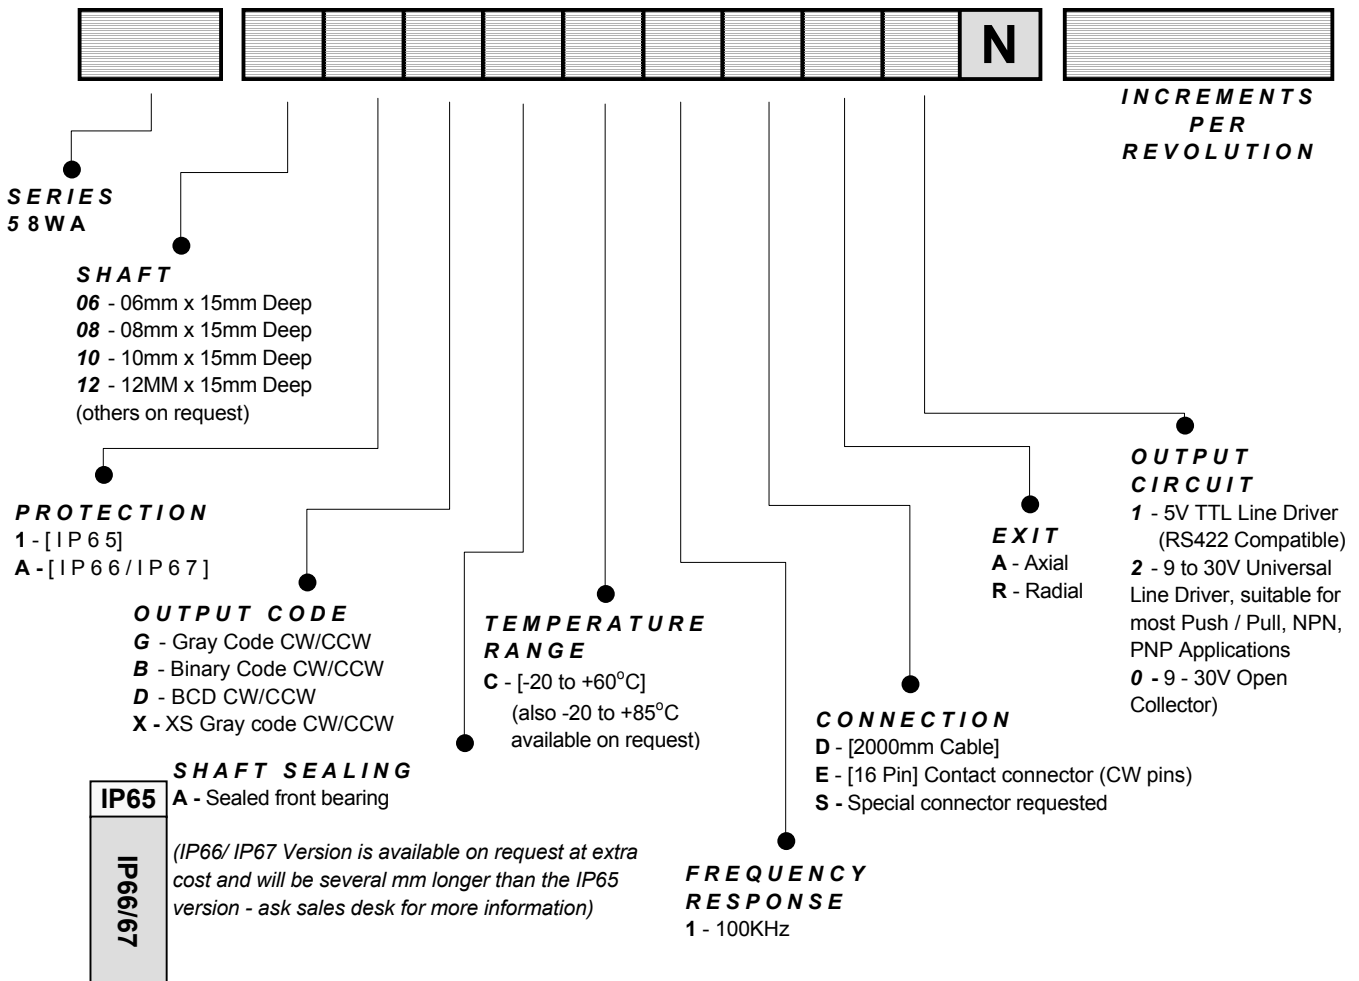 N
INCREMENTS
PER
REVOLUTION
SERIES
58WA
SHAFT
06 - 06mm x 15mm Deep
08 - 08mm x 15mm Deep
10 - 10mm x 15mm Deep
12 - 12MM x 15mm Deep
(others on request)
PROTECTION
1 - [IP65]
A - [IP66/IP67]
OUTPUT CODE
G - Gray Code CW/CCW
B - Binary Code CW/CCW
D - BCD CW/CCW
X - XS Gray code CW/CCW
SHAFT SEALING
IP65
A - Sealed front bearing
IP66/67
(IP66/ IP67 Version is available on request at extra
cost and will be several mm longer than the IP65
version - ask sales desk for more information)
TEMPERATURE
RANGE
C - [-20 to +60°C]
(also -20 to +85°C
available on request)
FREQUENCY
RESPONSE
1 - 100KHz
CONNECTION
D - [2000mm Cable]
E - [16 Pin] Contact connector (CW pins)
S - Special connector requested
EXIT
A - Axial
R - Radial
OUTPUT
CIRCUIT
1 - 5V TTL Line Driver
(RS422 Compatible)
2 - 9 to 30V Universal
Line Driver, suitable for
most Push / Pull, NPN,
PNP Applications
0 - 9 - 30V Open
Collector)